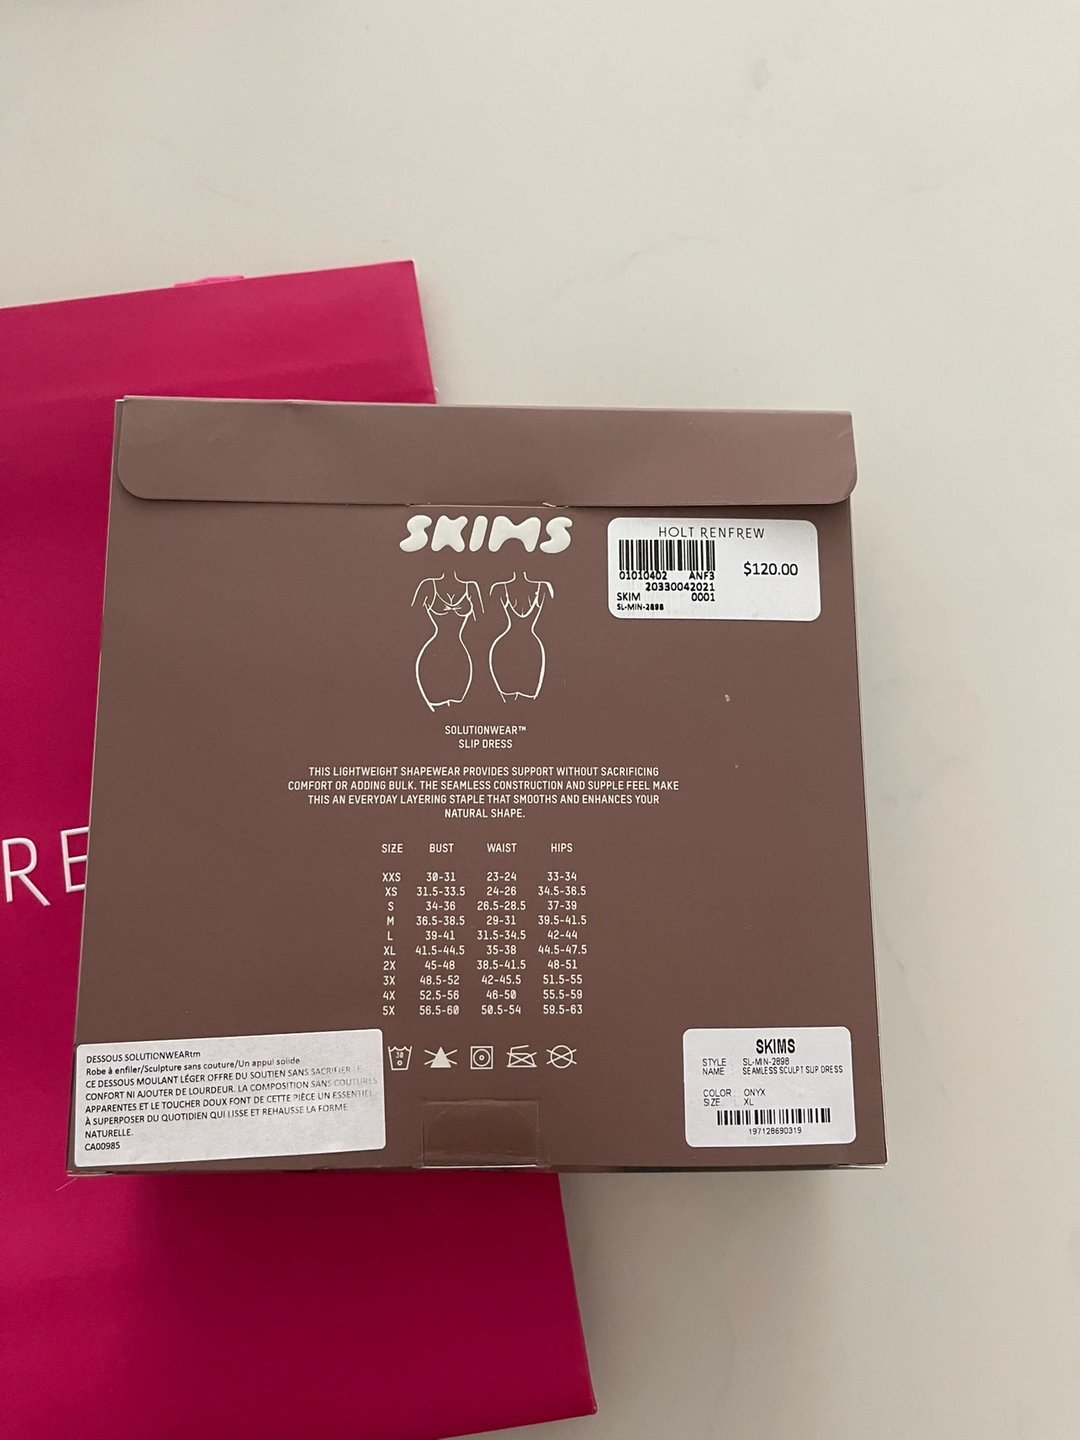 SKIMS
HOLT RENFREW
01010402 ANF3
$120.00
20330042021
SKIM 0001
SL-MIN-2898
SOLUTIONWEAR™
SLIP DRESS
THIS LIGHTWEIGHT SHAPEWEAR PROVIDES SUPPORT WITHOUT SACRIFICING
COMFORT OR ADDING BULK. THE SEAMLESS CONSTRUCTION AND SUPPLE FEEL MAKE
THIS AN EVERYDAY LAYERING STAPLE THAT SMOOTHS AND ENHANCES YOUR
NATURAL SHAPE.
RE
SIZE BUST WAIST HIPS
XXS 30-31 23-24 33-34
XS 31.5-33.5 24-26 34.5-36.5
S 34-36 26.5-28.5 37-39
M 36.5-38.5 29-31 39.5-41.5
L 39-41 31.5-34.5 42-44
XL 41.5-44.5 35-38 44.5-47.5
2X 45-48 38.5-41.5 48-51
3X 48.5-52 42-45.5 51.5-55
4X 52.5-56 46-50 55.5-59
5X 56.5-60 50.5-54 59.5-63
30
DESSOUS SOLUTIONWEARtm
Robe à enfiler/Sculpture sans couture/Un appui solide
CE DESSOUS MOULANT LÉGER OFFRE DU SOUTIEN SANS SACRIFIER LE
CONFORT NI AJOUTER DE LOURDEUR. LA COMPOSITION SANS COUTURES
APPARENTES ET LE TOUCHER DOUX FONT DE CETTE PIÈCE UN ESSENTIEL
À SUPERPOSER DU QUOTIDIEN QUI LISSE ET REHAUSSE LA FORME
NATURELLE.
CA00985
SKIMS
STYLE : SL-MIN-2898
NAME : SEAMLESS SCULPT SLIP DRESS
COLOR : ONYX
SIZE : XL
197128690319